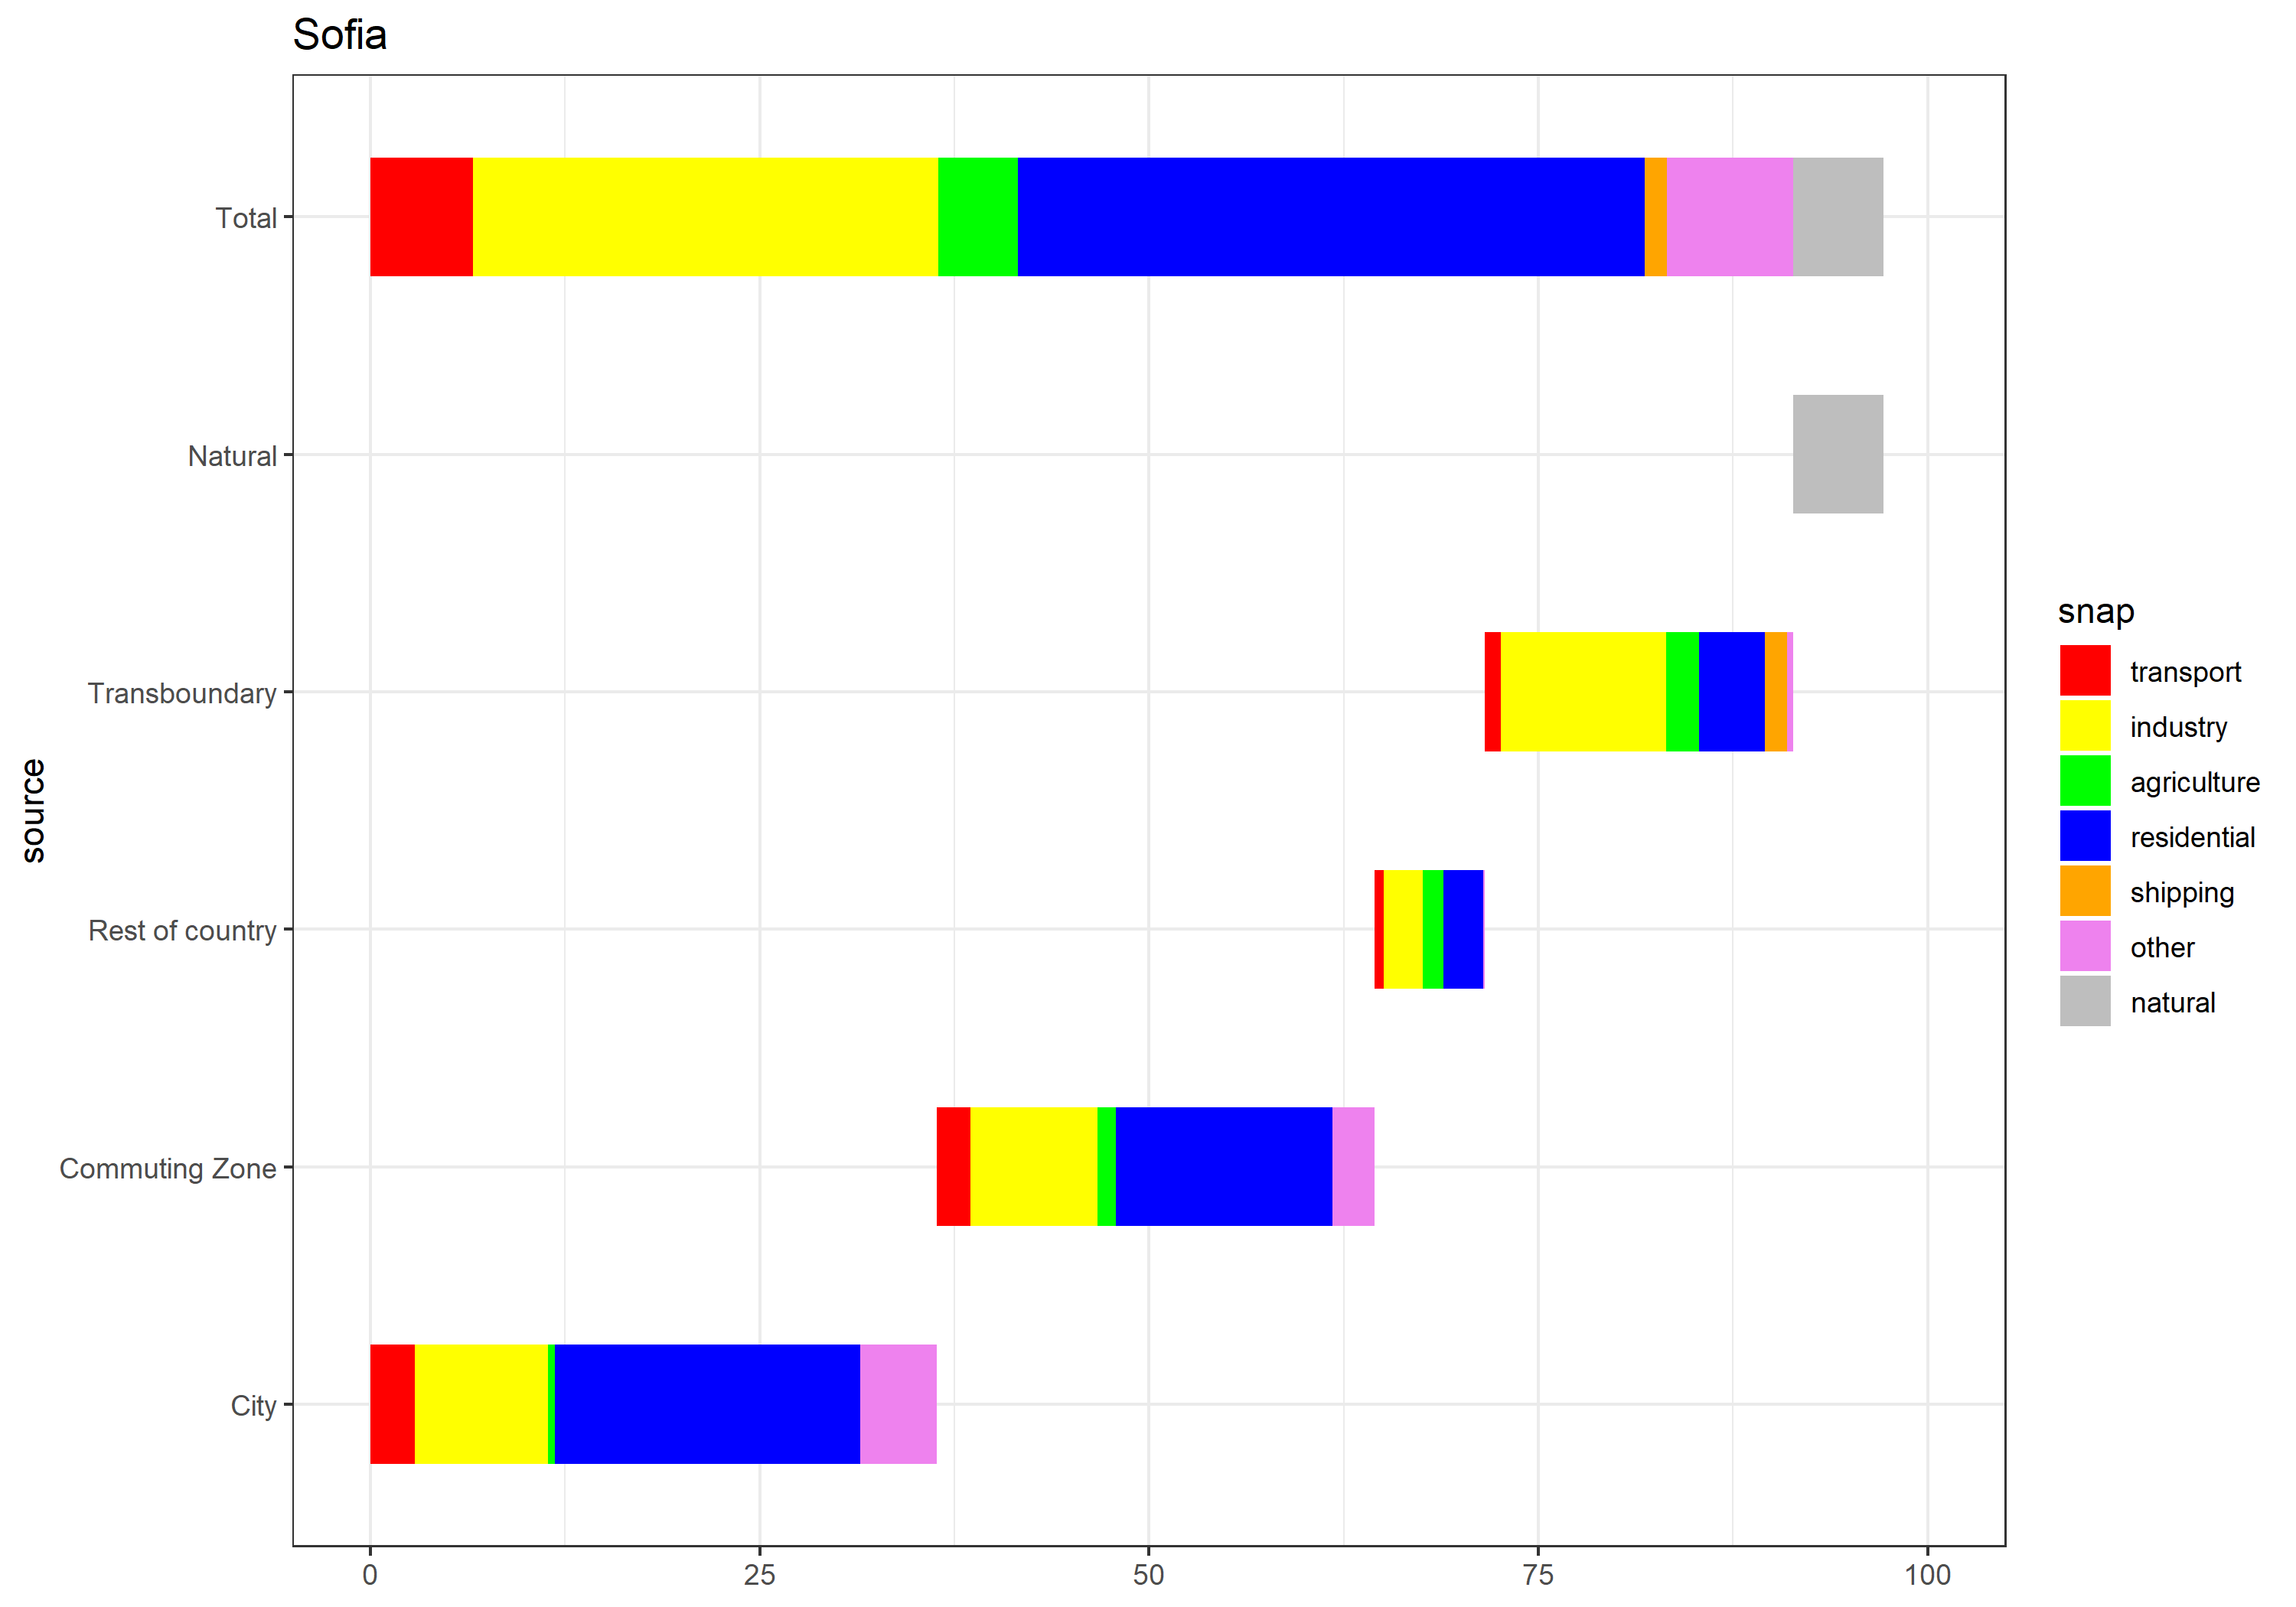 Sofia
source
Total
Natural
Transboundary
Rest of country
Commuting Zone
City
0 25 50 75 100
snap
transport
industry
agriculture
residential
shipping
other
natural